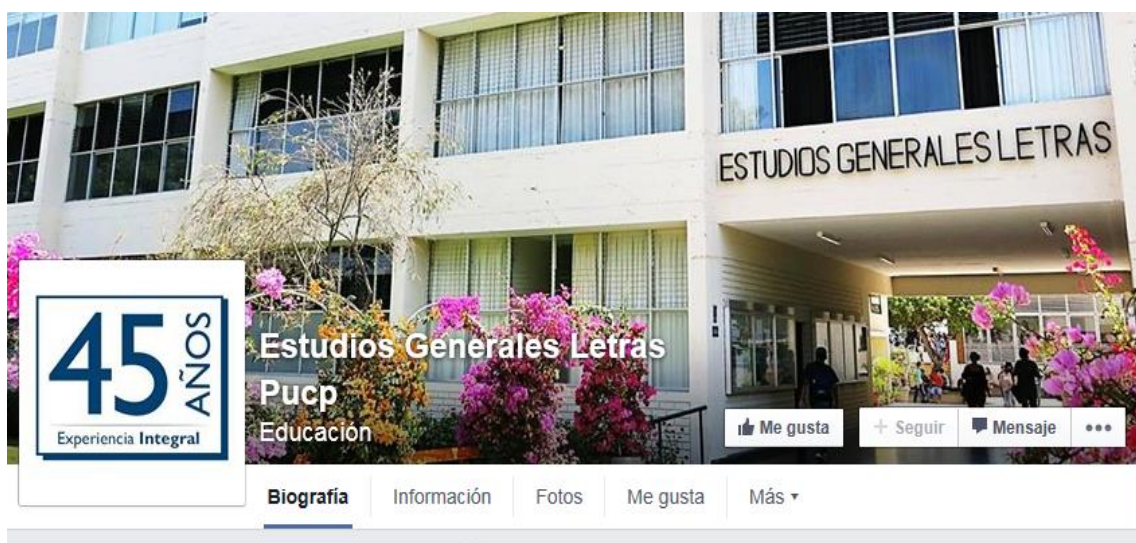 ESTUDIOS GENERALES LETRAS
45
AÑOS
Experiencia Integral
Estudios Generales Letras
Pucp
Educación
Me gusta
Seguir
Mensaje
Biografía
Información
Fotos
Me gusta
Más